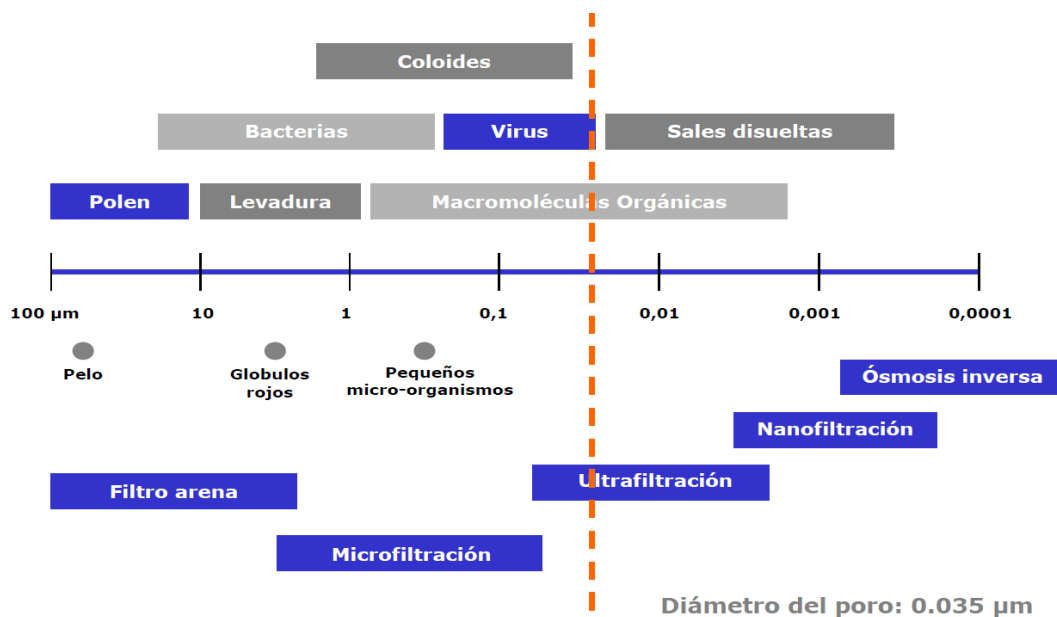 Coloides
Bacterias
Virus
Sales disueltas
Polen
Levadura
Macromoléculas Orgánicas
100 µm
10
1
0,1
0,01
0,001
0,0001
Pelo
Globulos
rojos
Pequeños
micro-organismos
Ósmosis inversa
Nanofiltración
Ultrafiltración
Filtro arena
Microfiltración
Diámetro del poro: 0.035 µm